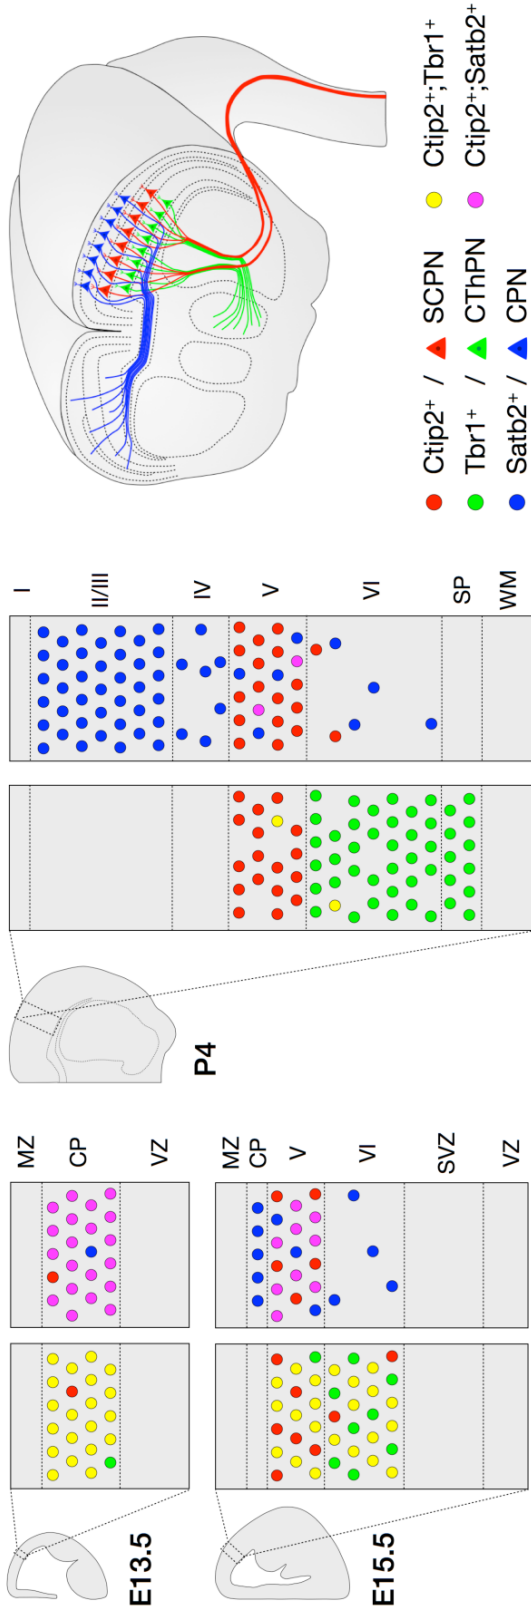 MZ
CP
VZ
E13.5
MZ
CP
V
VI
SVZ
VZ
E15.5
I
II/III
IV
V
VI
SP
WM
P4
Ctip2+ / SCPN
Tbr1+ / CThPN
Satb2+ / CPN
Ctip2+;Tbr1+
Ctip2+;Satb2+